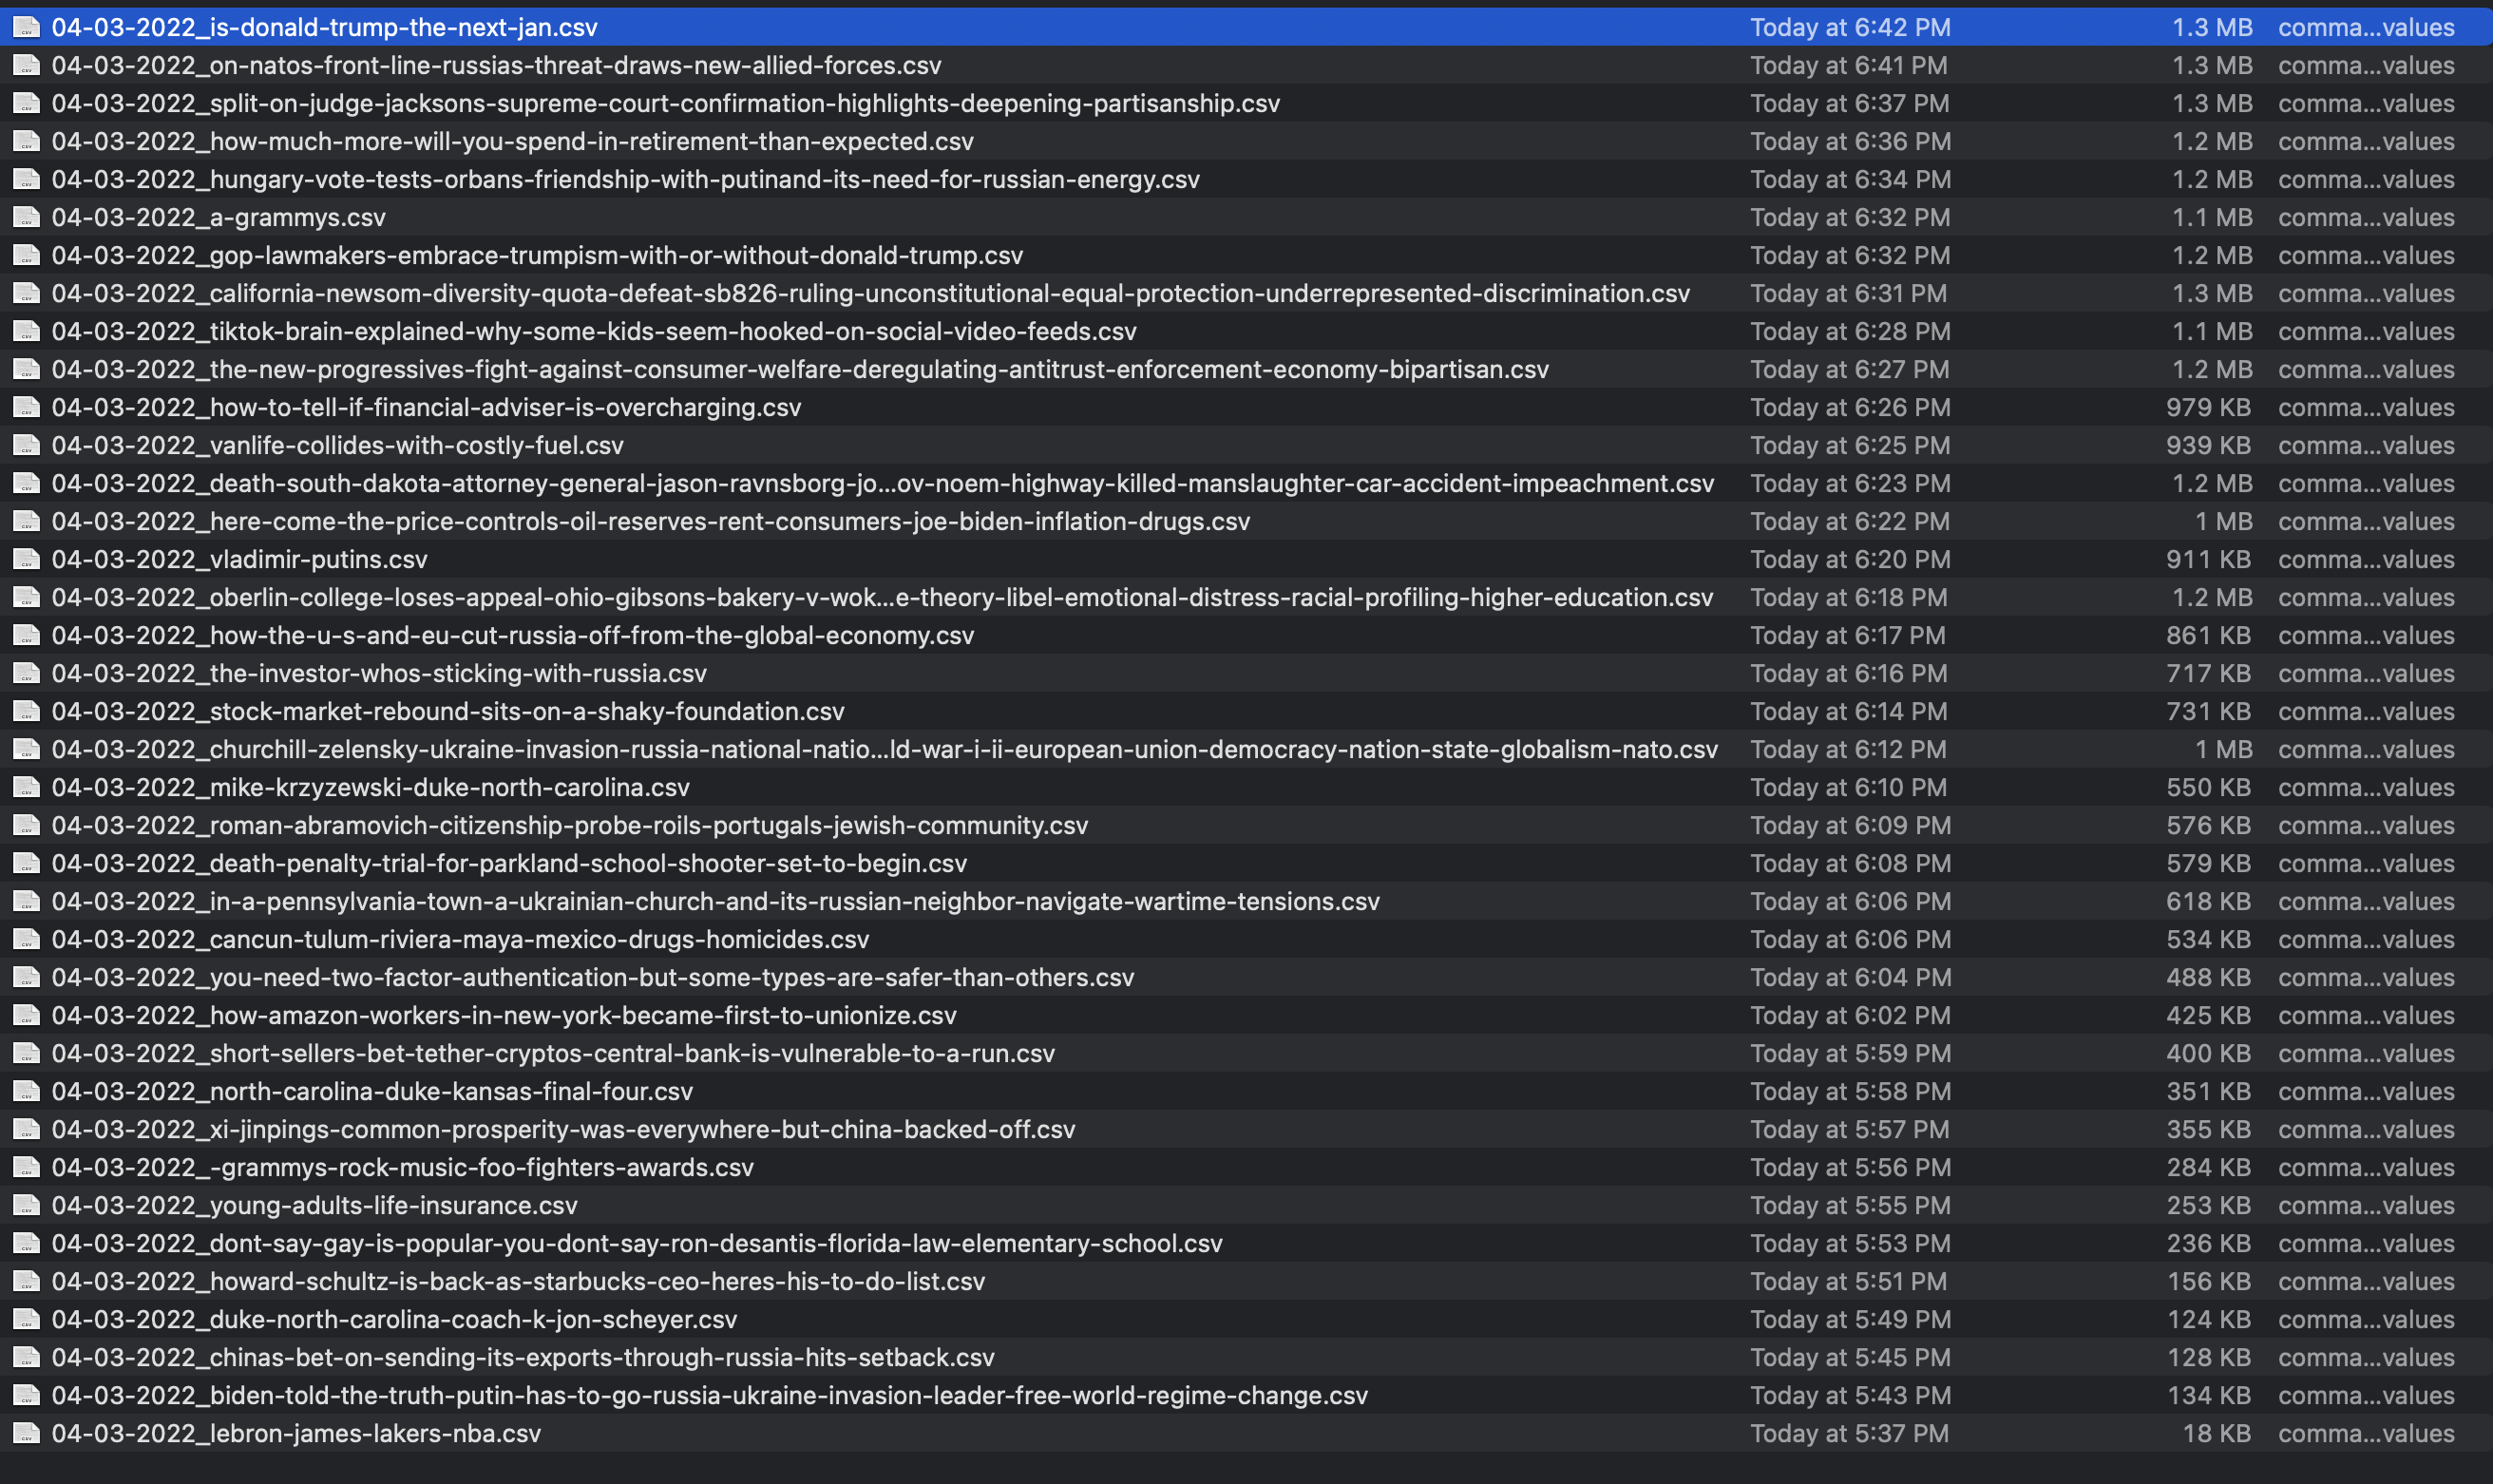 04-03-2022_is-donald-trump-the-next-jan.csv Today at 6:42 PM 1.3 MB comma...values
04-03-2022_on-natos-front-line-russias-threat-draws-new-allied-forces.csv Today at 6:41 PM 1.3 MB comma...values
04-03-2022_split-on-judge-jacksons-supreme-court-confirmation-highlights-deepening-partisanship.csv Today at 6:37 PM 1.3 MB comma...values
04-03-2022_how-much-more-will-you-spend-in-retirement-than-expected.csv Today at 6:36 PM 1.2 MB comma...values
04-03-2022_hungary-vote-tests-orbans-friendship-with-putinand-its-need-for-russian-energy.csv Today at 6:34 PM 1.2 MB comma...values
04-03-2022_a-grammys.csv Today at 6:32 PM 1.1 MB comma...values
04-03-2022_gop-lawmakers-embrace-trumpism-with-or-without-donald-trump.csv Today at 6:32 PM 1.2 MB comma...values
04-03-2022_california-newsom-diversity-quota-defeat-sb826-ruling-unconstitutional-equal-protection-underrepresented-discrimination.csv Today at 6:31 PM 1.3 MB comma...values
04-03-2022_tiktok-brain-explained-why-some-kids-seem-hooked-on-social-video-feeds.csv Today at 6:28 PM 1.1 MB comma...values
04-03-2022_the-new-progressives-fight-against-consumer-welfare-deregulating-antitrust-enforcement-economy-bipartisan.csv Today at 6:27 PM 1.2 MB comma...values
04-03-2022_how-to-tell-if-financial-adviser-is-overcharging.csv Today at 6:26 PM 979 KB comma...values
04-03-2022_vanlife-collides-with-costly-fuel.csv Today at 6:25 PM 939 KB comma...values
04-03-2022_death-south-dakota-attorney-general-jason-ravnsborg-jo...ov-noem-highway-killed-manslaughter-car-accident-impeachment.csv Today at 6:23 PM 1.2 MB comma...values
04-03-2022_here-come-the-price-controls-oil-reserves-rent-consumers-joe-biden-inflation-drugs.csv Today at 6:22 PM 1 MB comma...values
04-03-2022_vladimir-putins.csv Today at 6:20 PM 911 KB comma...values
04-03-2022_oberlin-college-loses-appeal-ohio-gibsons-bakery-v-wok...e-theory-libel-emotional-distress-racial-profiling-higher-education.csv Today at 6:18 PM 1.2 MB comma...values
04-03-2022_how-the-u-s-and-eu-cut-russia-off-from-the-global-economy.csv Today at 6:17 PM 861 KB comma...values
04-03-2022_the-investor-whos-sticking-with-russia.csv Today at 6:16 PM 717 KB comma...values
04-03-2022_stock-market-rebound-sits-on-a-shaky-foundation.csv Today at 6:14 PM 731 KB comma...values
04-03-2022_churchill-zelensky-ukraine-invasion-russia-national-natio...ld-war-i-ii-european-union-democracy-nation-state-globalism-nato.csv Today at 6:12 PM 1 MB comma...values
04-03-2022_mike-krzyzewski-duke-north-carolina.csv Today at 6:10 PM 550 KB comma...values
04-03-2022_roman-abramovich-citizenship-probe-roils-portugals-jewish-community.csv Today at 6:09 PM 576 KB comma...values
04-03-2022_death-penalty-trial-for-parkland-school-shooter-set-to-begin.csv Today at 6:08 PM 579 KB comma...values
04-03-2022_in-a-pennsylvania-town-a-ukrainian-church-and-its-russian-neighbor-navigate-wartime-tensions.csv Today at 6:06 PM 618 KB comma...values
04-03-2022_cancun-tulum-riviera-maya-mexico-drugs-homicides.csv Today at 6:06 PM 534 KB comma...values
04-03-2022_you-need-two-factor-authentication-but-some-types-are-safer-than-others.csv Today at 6:04 PM 488 KB comma...values
04-03-2022_how-amazon-workers-in-new-york-became-first-to-unionize.csv Today at 6:02 PM 425 KB comma...values
04-03-2022_short-sellers-bet-tether-cryptos-central-bank-is-vulnerable-to-a-run.csv Today at 5:59 PM 400 KB comma...values
04-03-2022_north-carolina-duke-kansas-final-four.csv Today at 5:58 PM 351 KB comma...values
04-03-2022_xi-jinpings-common-prosperity-was-everywhere-but-china-backed-off.csv Today at 5:57 PM 355 KB comma...values
04-03-2022_-grammys-rock-music-foo-fighters-awards.csv Today at 5:56 PM 284 KB comma...values
04-03-2022_young-adults-life-insurance.csv Today at 5:55 PM 253 KB comma...values
04-03-2022_dont-say-gay-is-popular-you-dont-say-ron-desantis-florida-law-elementary-school.csv Today at 5:53 PM 236 KB comma...values
04-03-2022_howard-schultz-is-back-as-starbucks-ceo-heres-his-to-do-list.csv Today at 5:51 PM 156 KB comma...values
04-03-2022_duke-north-carolina-coach-k-jon-scheyer.csv Today at 5:49 PM 124 KB comma...values
04-03-2022_chinas-bet-on-sending-its-exports-through-russia-hits-setback.csv Today at 5:45 PM 128 KB comma...values
04-03-2022_biden-told-the-truth-putin-has-to-go-russia-ukraine-invasion-leader-free-world-regime-change.csv Today at 5:43 PM 134 KB comma...values
04-03-2022_lebron-james-lakers-nba.csv Today at 5:37 PM 18 KB comma...values